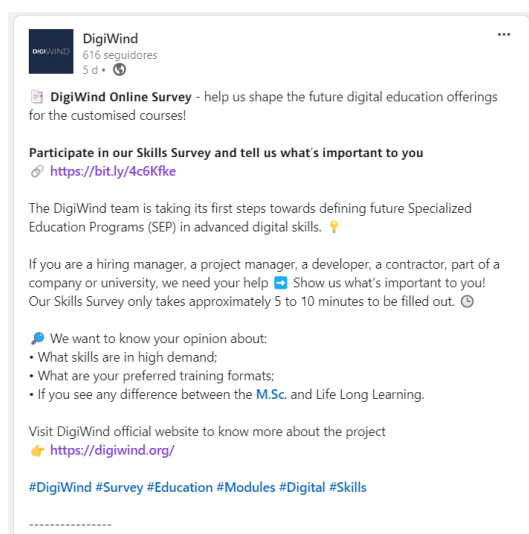 DIGIWIND
DigiWind
616 seguidores
5 d •
...
📑 DigiWind Online Survey - help us shape the future digital education offerings
for the customised courses!
Participate in our Skills Survey and tell us what's important to you
🔗 https://bit.ly/4c6Kfke
The DigiWind team is taking its first steps towards defining future Specialized
Education Programs (SEP) in advanced digital skills. 💡
If you are a hiring manager, a project manager, a developer, a contractor, part of a
company or university, we need your help ➡️ Show us what's important to you!
Our Skills Survey only takes approximately 5 to 10 minutes to be filled out. 🕒
🔎 We want to know your opinion about:
• What skills are in high demand;
• What are your preferred training formats;
• If you see any difference between the M.Sc. and Life Long Learning.
Visit DigiWind official website to know more about the project
👉 https://digiwind.org/
#DigiWind #Survey #Education #Modules #Digital #Skills
----------------